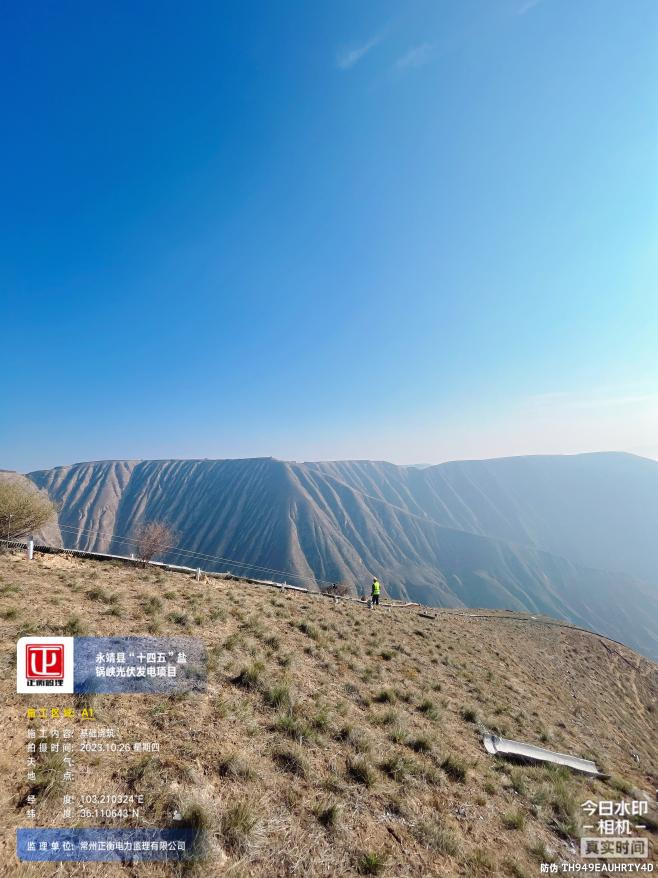 正衡监理
永靖县“十四五”盐
锅峡光伏发电项目
施工区域: A1
施工内容: 基础浇筑
拍摄时间: 2023.10.26 星期四
天气:
地点:
经度: 103.210324°E
纬度: 36.110643°N
监理单位: 常州正衡电力监理有限公司
今日水印
相机
真实时间
防伪 TH949EAUHRTY4D